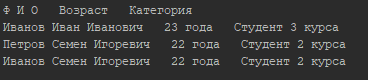 Ф И О   Возраст   Категория
Иванов Иван Иванович   23 года   Студент 3 курса
Петров Семен Игоревич   22 года   Студент 2 курса
Иванов Семен Игоревич   22 года   Студент 2 курса